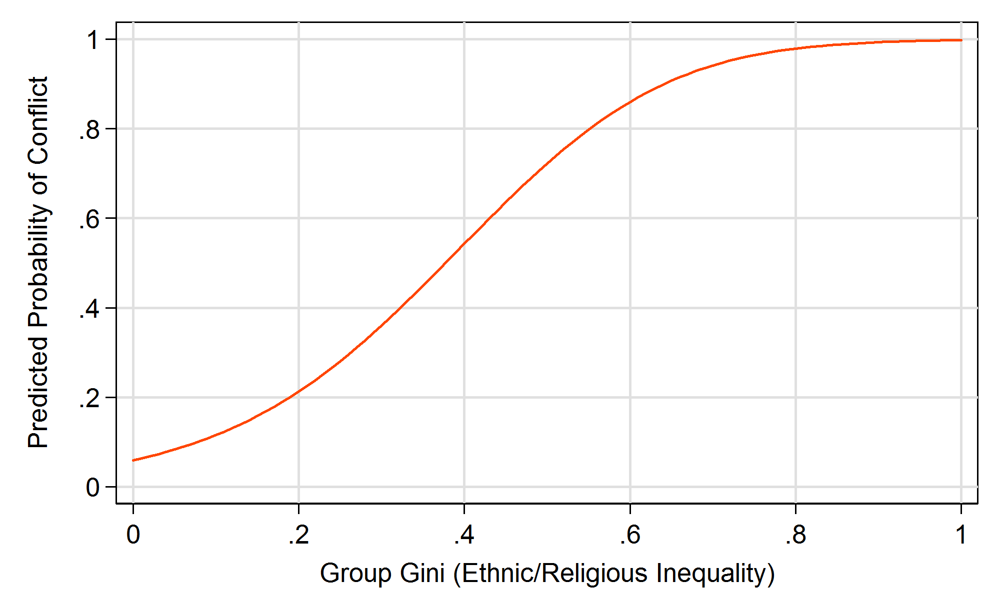 Predicted Probability of Conflict
1
.8
.6
.4
.2
0
0 .2 .4 .6 .8 1
Group Gini (Ethnic/Religious Inequality)